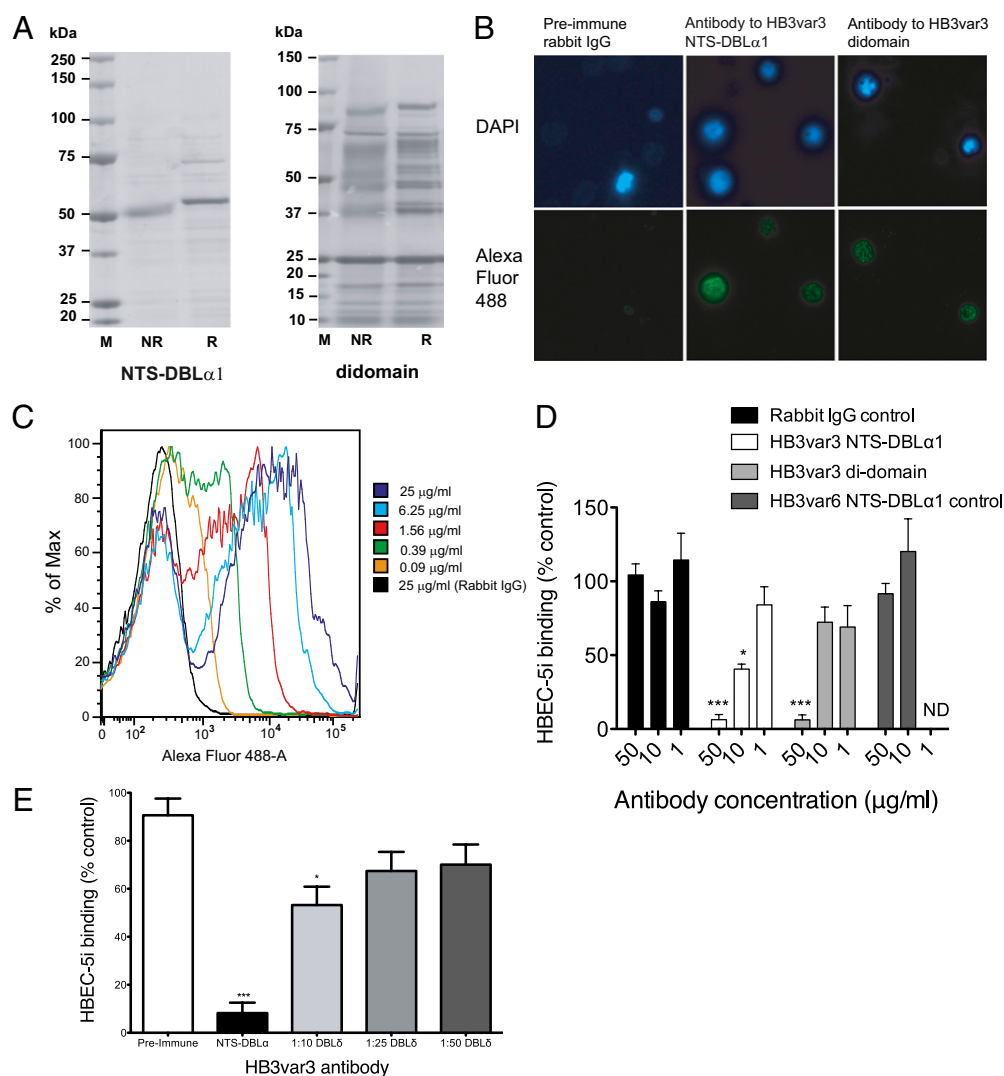 A
kDa
250
150
100
75
50
37
25
20
M NR R
NTS-DBLα1
kDa
150
100
75
50
37
25
20
15
10
M NR R
didomain
B
Pre-immune
rabbit IgG
Antibody to HB3var3
NTS-DBLα1
Antibody to HB3var3
didomain
DAPI
Alexa
Fluor
488
C
% of Max
100
80
60
40
20
0
0 10² 10³ 10⁴ 10⁵
Alexa Fluor 488-A
25 µg/ml
6.25 µg/ml
1.56 µg/ml
0.39 µg/ml
0.09 µg/ml
25 µg/ml (Rabbit IgG)
D
Rabbit IgG control
HB3var3 NTS-DBLα1
HB3var3 di-domain
HB3var6 NTS-DBLα1 control
HBEC-5i binding (% control)
150
100
50
0
*** * *** ND
50 10 1 50 10 1 50 10 1 50 10 1
Antibody concentration (µg/ml)
E
HBEC-5i binding (% control)
100
80
60
40
20
0
*** *
Pre-Immune NTS-DBLα 1:10 DBLδ 1:25 DBLδ 1:50 DBLδ
HB3var3 antibody